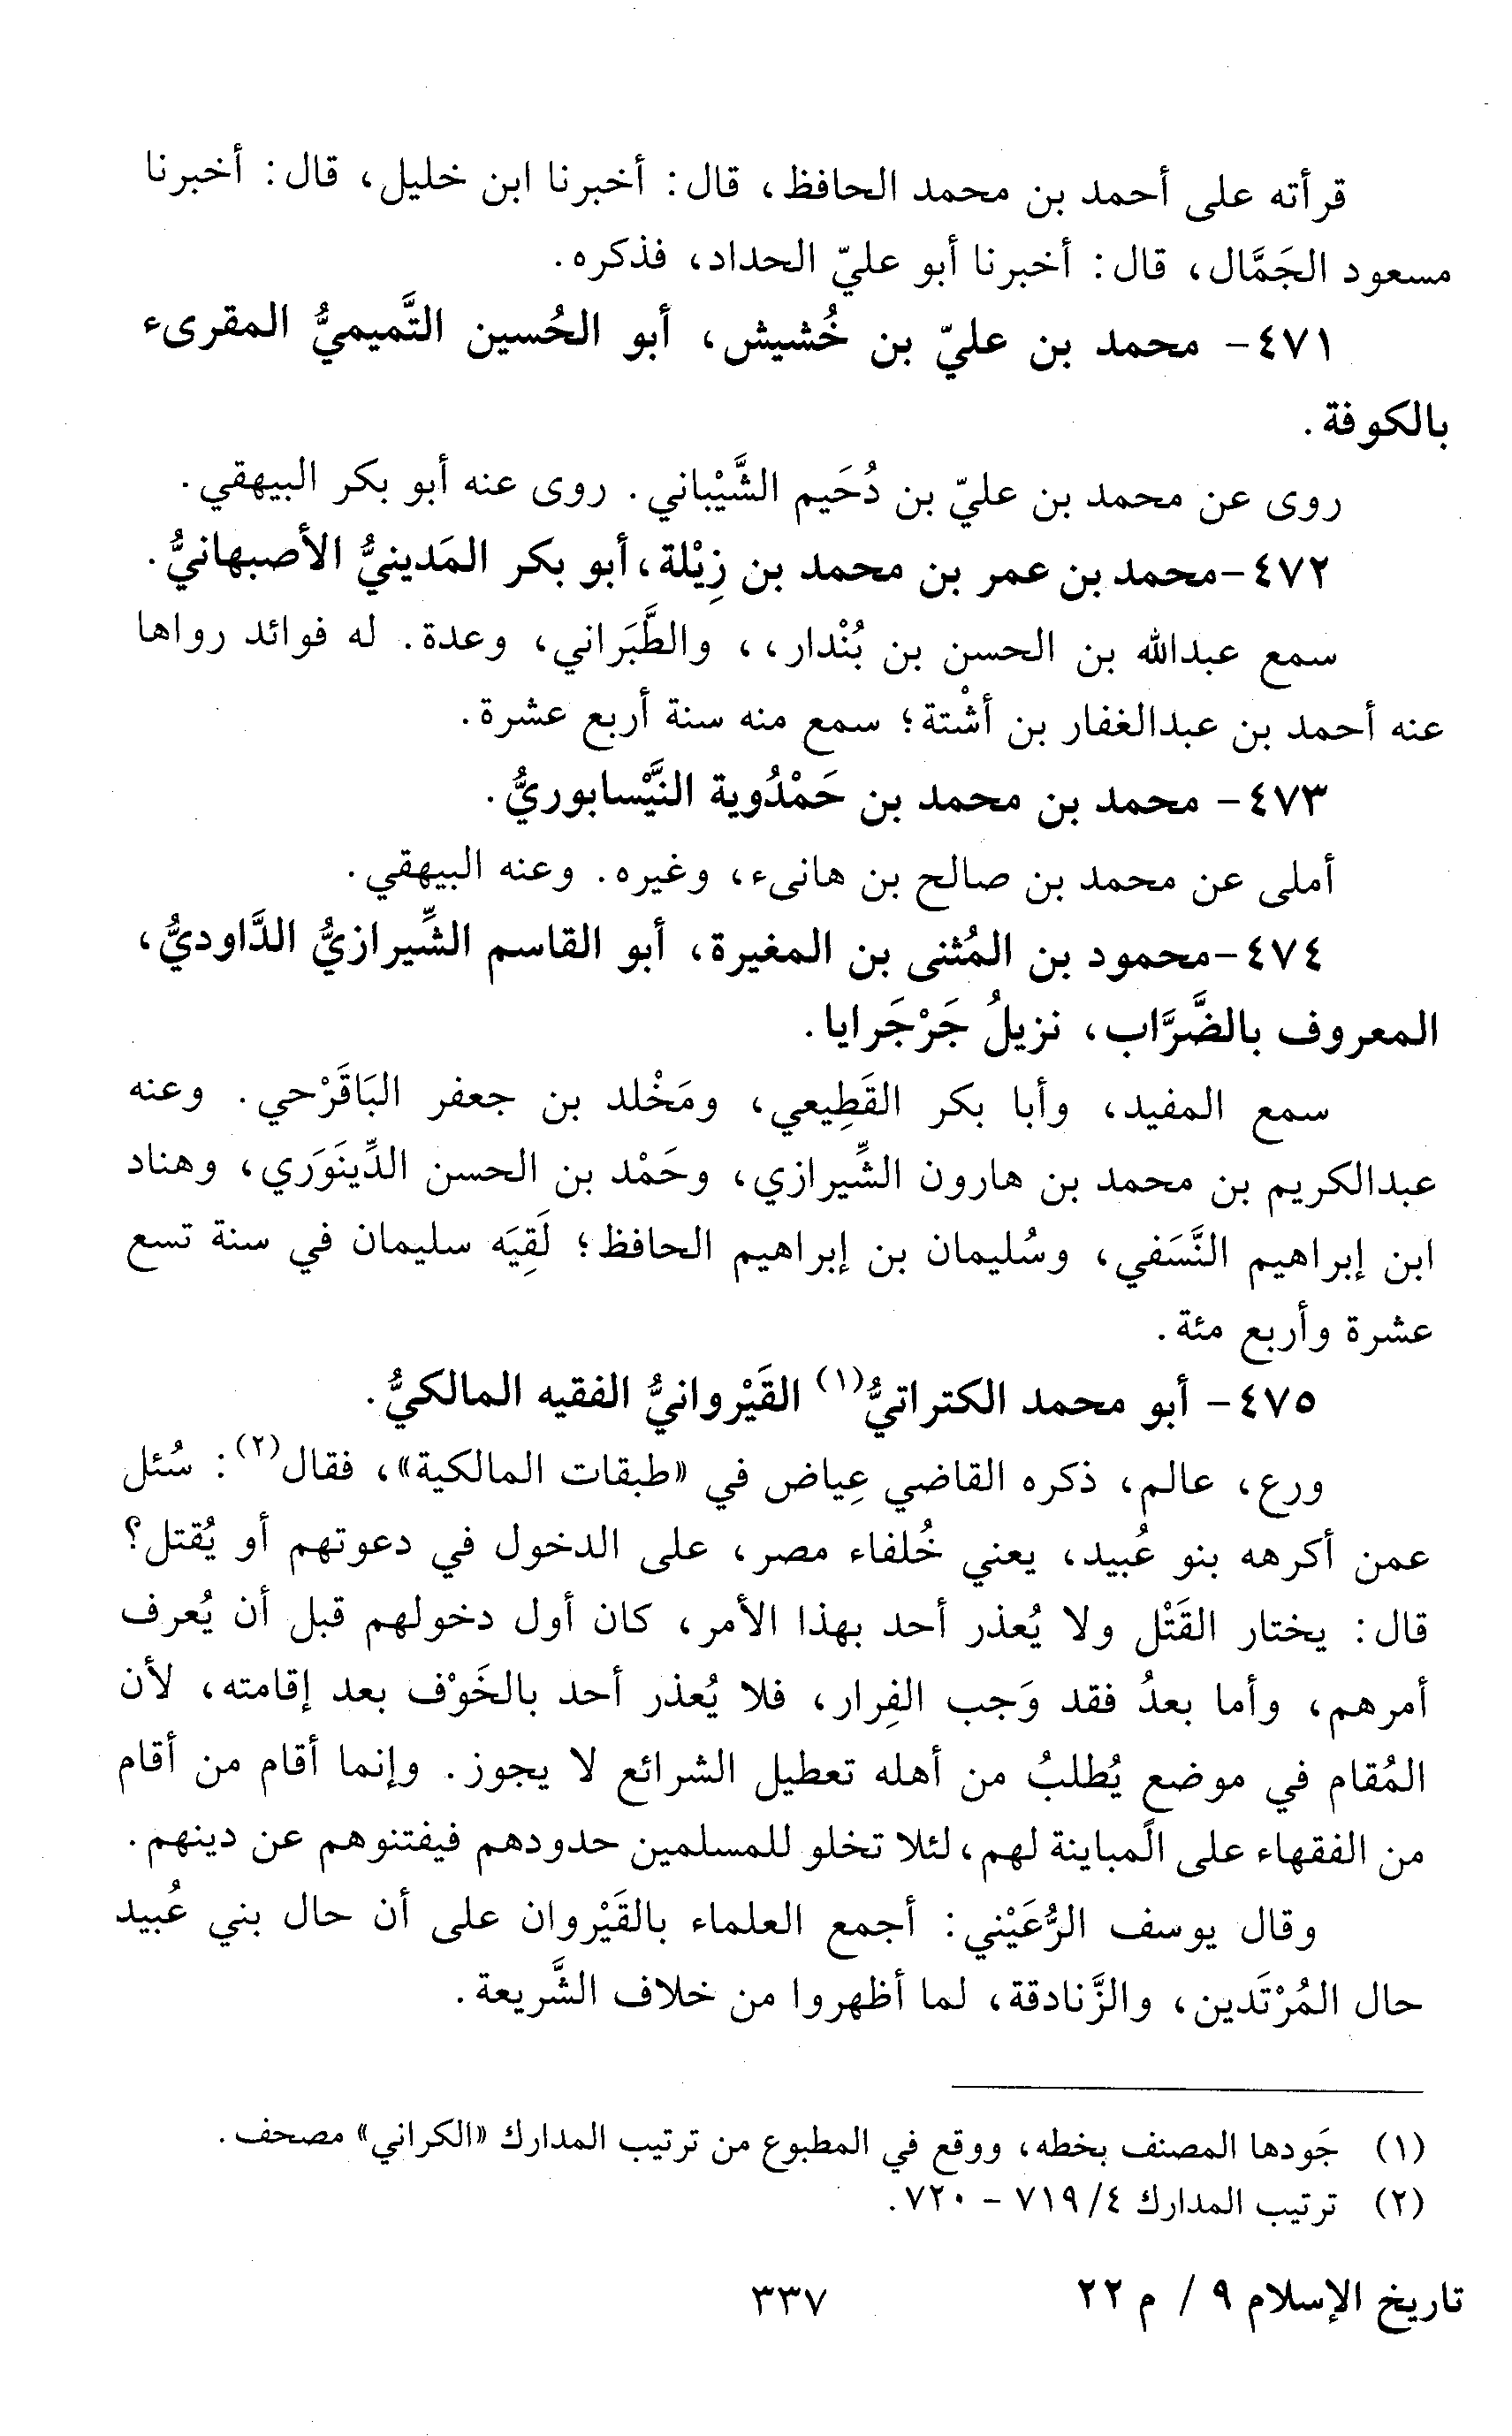 قرأته على أحمد بن محمد الحافظ، قال: أخبرنا ابن خليل، قال: أخبرنا
مسعود الجَمَّال، قال: أخبرنا أبو عليّ الحداد، فذكره.
٤٧١- محمد بن عليّ بن خُشيش، أبو الحُسين التَّميميُّ المقرىء
بالكوفة.
روى عن محمد بن عليّ بن دُحَيم الشَّيْباني. روى عنه أبو بكر البيهقي.
٤٧٢-محمد بن عمر بن محمد بن زِيْلة، أبو بكر المَدينيُّ الأصبهانيُّ.
سمع عبدالله بن الحسن بن بُنْدار،، والطَّبَراني، وعدة. له فوائد رواها
عنه أحمد بن عبدالغفار بن أشْتة؛ سمع منه سنة أربع عشرة.
٤٧٣- محمد بن محمد بن حَمْدُوية النَّيْسابوريُّ.
أملى عن محمد بن صالح بن هانىء، وغيره. وعنه البيهقي.
٤٧٤-محمود بن المُثنى بن المغيرة، أبو القاسم الشِّيرازيُّ الدَّاوديُّ،
المعروف بالضَّرَّاب، نزيلُ جَرْجَرايا.
سمع المفيد، وأبا بكر القَطِيعي، ومَخْلد بن جعفر البَاقَرْحي. وعنه
عبدالكريم بن محمد بن هارون الشِّيرازي، وحَمْد بن الحسن الدِّينَوَري، وهناد
ابن إبراهيم النَّسَفي، وسُليمان بن إبراهيم الحافظ؛ لَقِيَه سليمان في سنة تسع
عشرة وأربع مئة.
٤٧٥- أبو محمد الكتراتيُّ(١) القَيْروانيُّ الفقيه المالكيُّ.
ورع، عالم، ذكره القاضي عِياض في «طبقات المالكية»، فقال(٢): سُئل
عمن أكرهه بنو عُبيد، يعني خُلفاء مصر، على الدخول في دعوتهم أو يُقتل؟
قال: يختار القَتْل ولا يُعذر أحد بهذا الأمر، كان أول دخولهم قبل أن يُعرف
أمرهم، وأما بعدُ فقد وَجب الفِرار، فلا يُعذر أحد بالخَوْف بعد إقامته، لأن
المُقام في موضع يُطلبُ من أهله تعطيل الشرائع لا يجوز. وإنما أقام من أقام
من الفقهاء على المباينة لهم، لئلا تخلو للمسلمين حدودهم فيفتنوهم عن دينهم.
وقال يوسف الرُّعَيْني: أجمع العلماء بالقَيْروان على أن حال بني عُبيد
حال المُرْتَدين، والزَّنادقة، لما أظهروا من خلاف الشَّريعة.
(١) جَودها المصنف بخطه، ووقع في المطبوع من ترتيب المدارك «الكراني» مصحف.
(٢) ترتيب المدارك ٤/ ٧١٩ - ٧٢٠.
تاريخ الإسلام ٩ / م ٢٢
٣٣٧